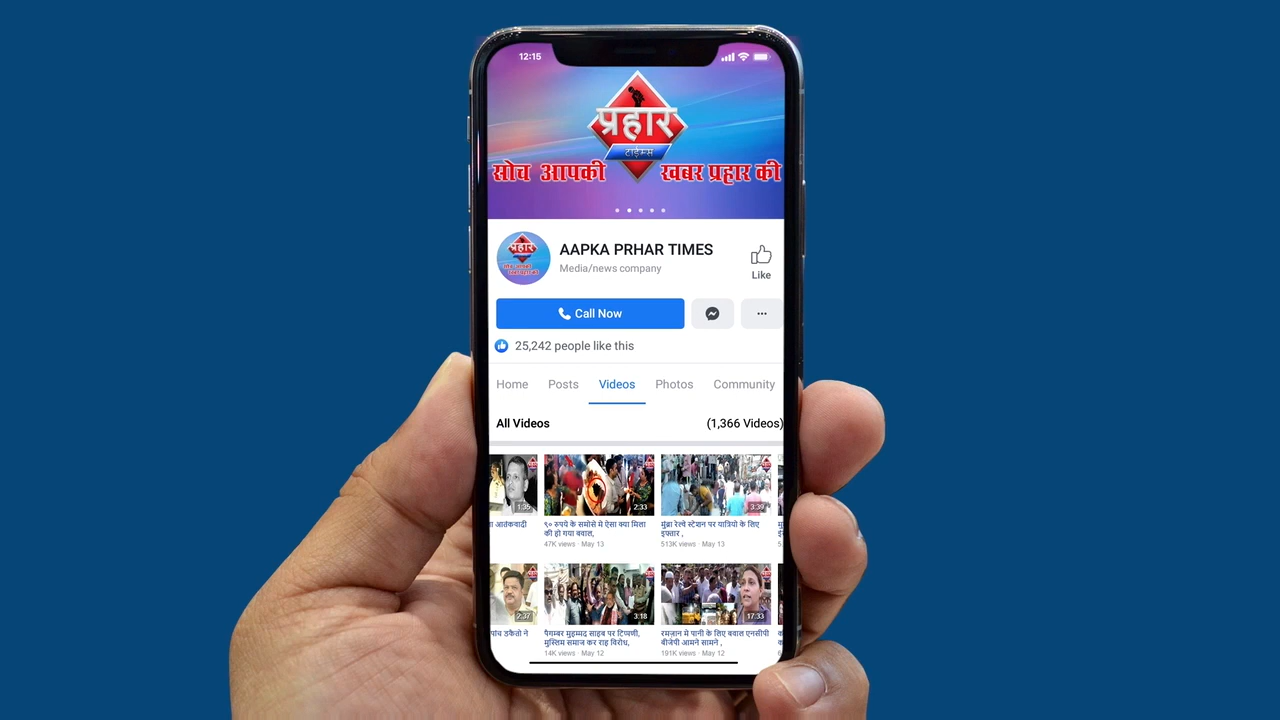 12:15
प्रहार
टाईम्स
सोच आपकी खबर प्रहार की
प्रहार
AAPKA PRHAR TIMES
Media/news company
Like
Call Now
25,242 people like this
Home Posts Videos Photos Community
All Videos (1,366 Videos)
1:35 2:33 3:39
आतंकवादी
९० रुपये के समोसे मे ऐसा क्या मिला
की हो गया बवाल,
47K views · May 13
मुंब्रा रेल्वे स्टेशन पर यात्रियो के लिए
इफ्तार ,
513K views · May 13
2:37 3:18 17:33
पांच डकैतो ने
पैगम्बर मुहम्मद साहब पर टिप्पणी,
मुस्लिम समाज कर राह विरोध,
14K views · May 12
रमज़ान मे पानी के लिए बवाल एनसीपी
बीजेपी आमने सामने ,
191K views · May 12